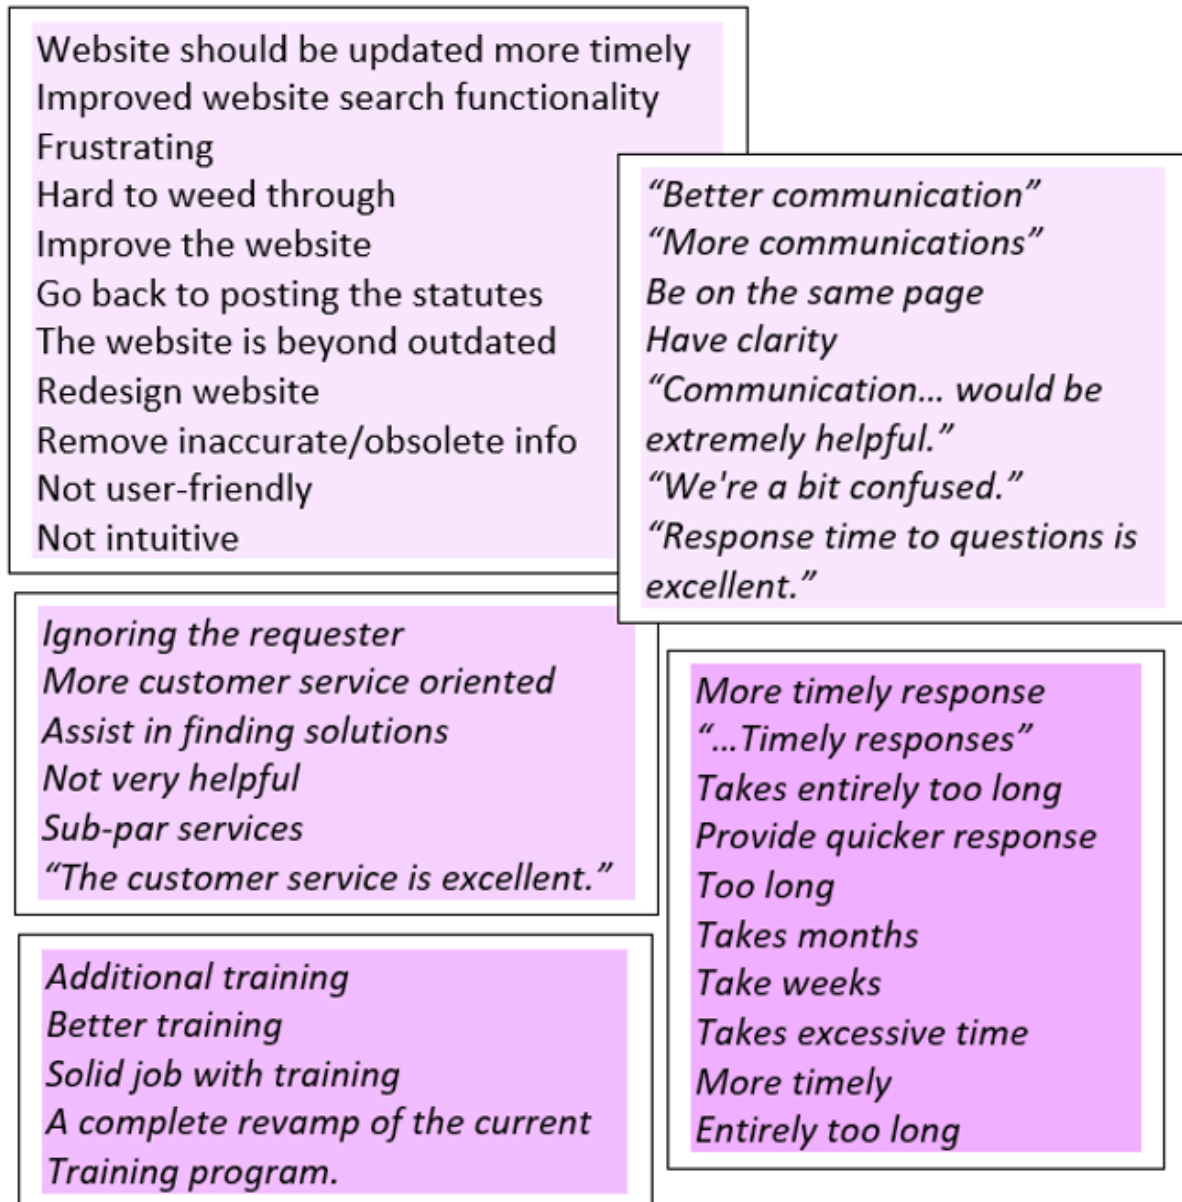 Website should be updated more timely
Improved website search functionality
Frustrating
Hard to weed through
Improve the website
Go back to posting the statutes
The website is beyond outdated
Redesign website
Remove inaccurate/obsolete info
Not user-friendly
Not intuitive
“Better communication”
“More communications”
Be on the same page
Have clarity
“Communication… would be
extremely helpful.”
“We're a bit confused.”
“Response time to questions is
excellent.”
Ignoring the requester
More customer service oriented
Assist in finding solutions
Not very helpful
Sub-par services
“The customer service is excellent.”
More timely response
“…Timely responses”
Takes entirely too long
Provide quicker response
Too long
Takes months
Take weeks
Takes excessive time
More timely
Entirely too long
Additional training
Better training
Solid job with training
A complete revamp of the current
Training program.